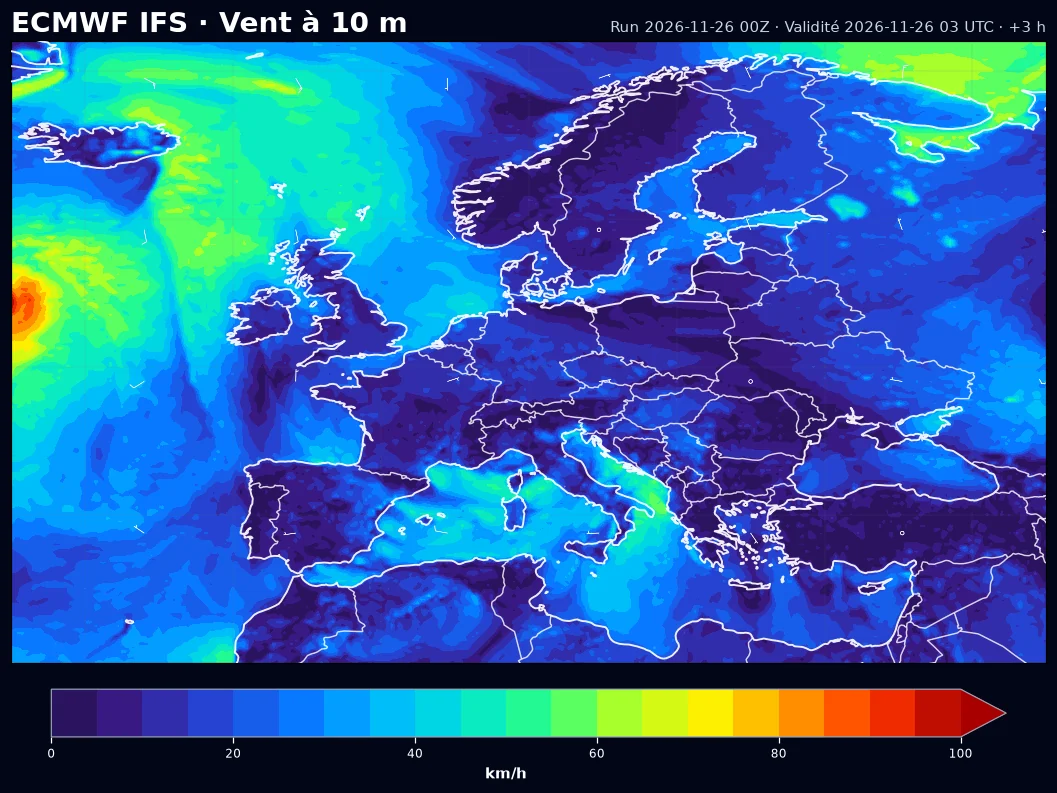 ECMWF IFS · Vent à 10 m
Run 2026-11-26 00Z · Validité 2026-11-26 03 UTC · +3 h
0 20 40 60 80 100
km/h